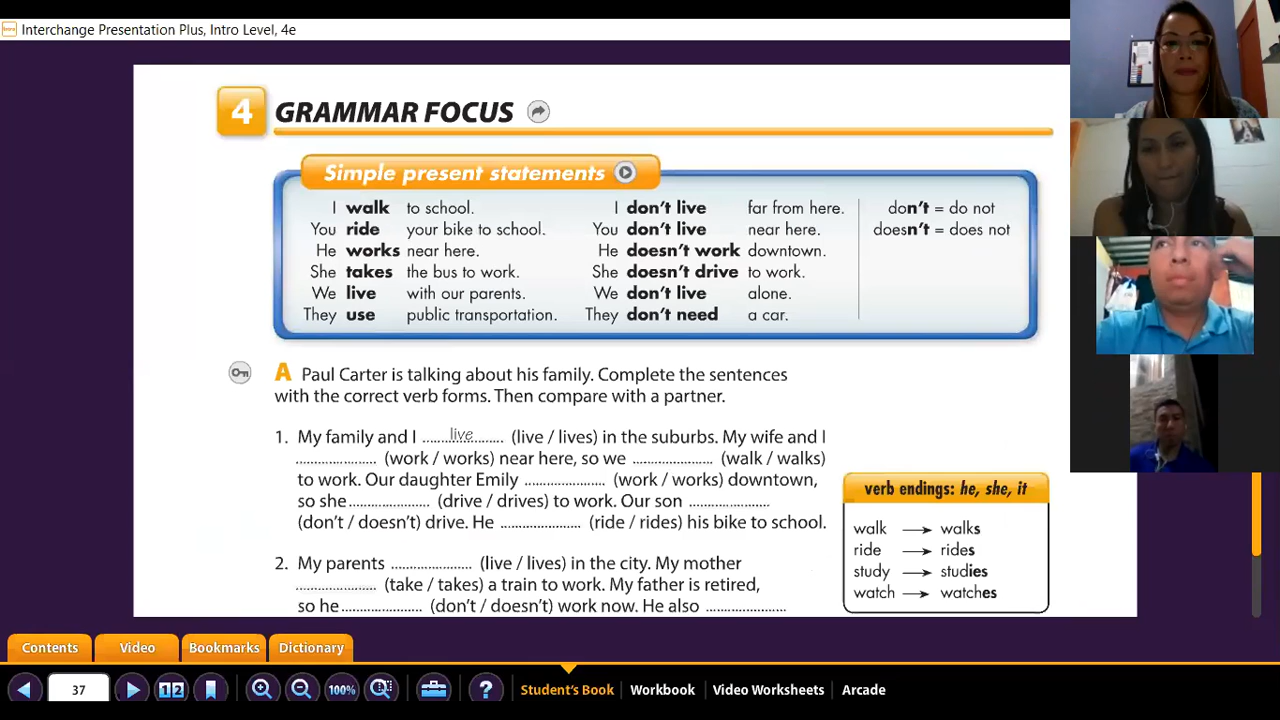 Interchange Presentation Plus, Intro Level, 4e
4 GRAMMAR FOCUS
Simple present statements
I walk to school. I don't live far from here. don't = do not
You ride your bike to school. You don't live near here. doesn't = does not
He works near here. He doesn't work downtown.
She takes the bus to work. She doesn't drive to work.
We live with our parents. We don't live alone.
They use public transportation. They don't need a car.
A Paul Carter is talking about his family. Complete the sentences
with the correct verb forms. Then compare with a partner.
1. My family and I ......live...... (live / lives) in the suburbs. My wife and I
..................... (work / works) near here, so we ..................... (walk / walks)
to work. Our daughter Emily ..................... (work / works) downtown,
so she ..................... (drive / drives) to work. Our son .....................
(don't / doesn't) drive. He ..................... (ride / rides) his bike to school.
2. My parents ..................... (live / lives) in the city. My mother
..................... (take / takes) a train to work. My father is retired,
so he ..................... (don't / doesn't) work now. He also .....................
verb endings: he, she, it
walk → walks
ride → rides
study → studies
watch → watches
Contents Video Bookmarks Dictionary
37 1 2 100% ? Student's Book Workbook Video Worksheets Arcade